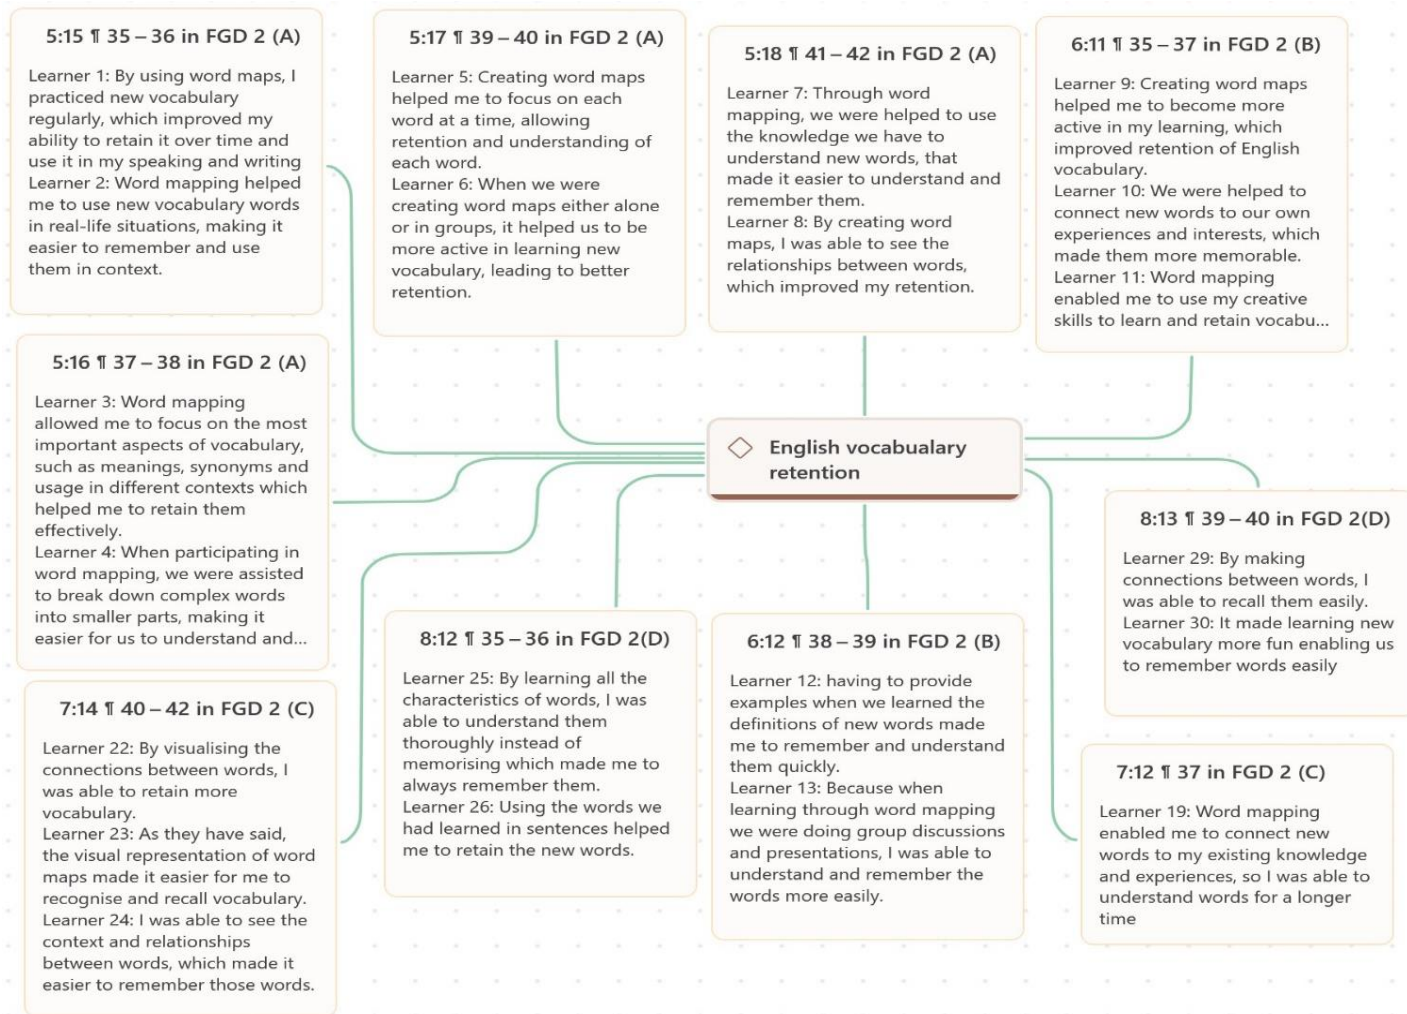 5:15 ¶ 35 – 36 in FGD 2 (A)
Learner 1: By using word maps, I
practiced new vocabulary
regularly, which improved my
ability to retain it over time and
use it in my speaking and writing
Learner 2: Word mapping helped
me to use new vocabulary words
in real-life situations, making it
easier to remember and use
them in context.
5:17 ¶ 39 – 40 in FGD 2 (A)
Learner 5: Creating word maps
helped me to focus on each
word at a time, allowing
retention and understanding of
each word.
Learner 6: When we were
creating word maps either alone
or in groups, it helped us to be
more active in learning new
vocabulary, leading to better
retention.
5:18 ¶ 41 – 42 in FGD 2 (A)
Learner 7: Through word
mapping, we were helped to use
the knowledge we have to
understand new words, that
made it easier to understand and
remember them.
Learner 8: By creating word
maps, I was able to see the
relationships between words,
which improved my retention.
6:11 ¶ 35 – 37 in FGD 2 (B)
Learner 9: Creating word maps
helped me to become more
active in my learning, which
improved retention of English
vocabulary.
Learner 10: We were helped to
connect new words to our own
experiences and interests, which
made them more memorable.
Learner 11: Word mapping
enabled me to use my creative
skills to learn and retain vocabu...
5:16 ¶ 37 – 38 in FGD 2 (A)
Learner 3: Word mapping
allowed me to focus on the most
important aspects of vocabulary,
such as meanings, synonyms and
usage in different contexts which
helped me to retain them
effectively.
Learner 4: When participating in
word mapping, we were assisted
to break down complex words
into smaller parts, making it
easier for us to understand and...
English vocabualary
retention
8:13 ¶ 39 – 40 in FGD 2(D)
Learner 29: By making
connections between words, I
was able to recall them easily.
Learner 30: It made learning new
vocabulary more fun enabling us
to remember words easily
7:14 ¶ 40 – 42 in FGD 2 (C)
Learner 22: By visualising the
connections between words, I
was able to retain more
vocabulary.
Learner 23: As they have said,
the visual representation of word
maps made it easier for me to
recognise and recall vocabulary.
Learner 24: I was able to see the
context and relationships
between words, which made it
easier to remember those words.
8:12 ¶ 35 – 36 in FGD 2(D)
Learner 25: By learning all the
characteristics of words, I was
able to understand them
thoroughly instead of
memorising which made me to
always remember them.
Learner 26: Using the words we
had learned in sentences helped
me to retain the new words.
6:12 ¶ 38 – 39 in FGD 2 (B)
Learner 12: having to provide
examples when we learned the
definitions of new words made
me to remember and understand
them quickly.
Learner 13: Because when
learning through word mapping
we were doing group discussions
and presentations, I was able to
understand and remember the
words more easily.
7:12 ¶ 37 in FGD 2 (C)
Learner 19: Word mapping
enabled me to connect new
words to my existing knowledge
and experiences, so I was able to
understand words for a longer
time